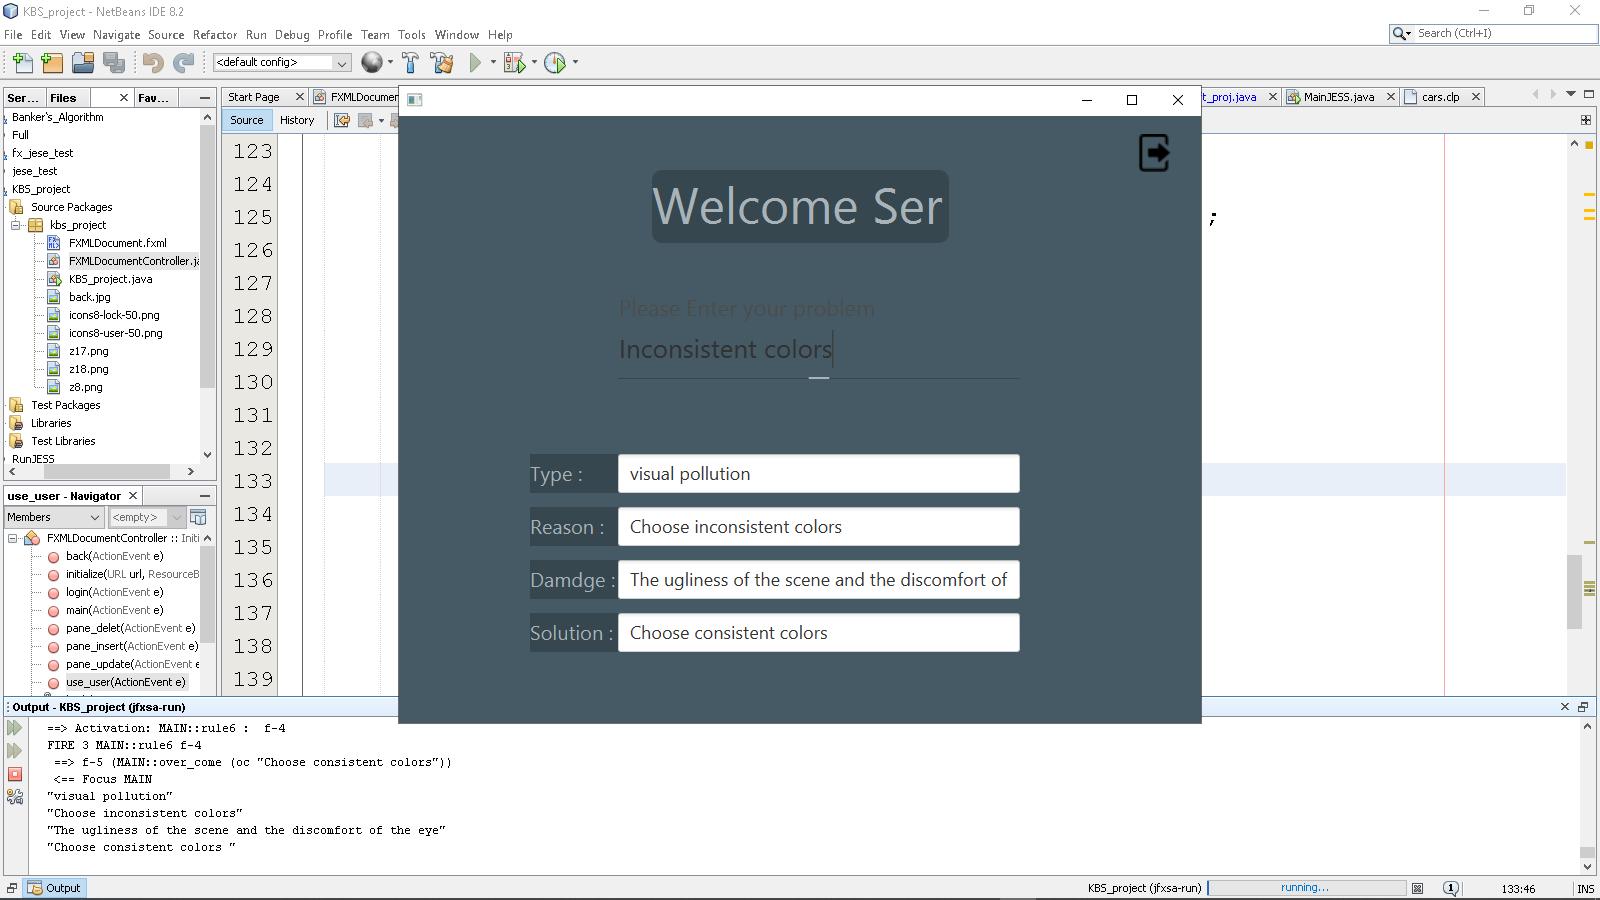 KBS_project - NetBeans IDE 8.2
File Edit View Navigate Source Refactor Run Debug Profile Team Tools Window Help
Search (Ctrl+I)
<default config>
Ser... Files Fav...
Start Page FXMLDocumen t_proj.java MainJESS.java cars.clp
Source History
Banker's_Algorithm
Full
fx_jese_test
jese_test
KBS_project
Source Packages
kbs_project
FXMLDocument.fxml
FXMLDocumentController.ja
KBS_project.java
back.jpg
icons8-lock-50.png
icons8-user-50.png
z17.png
z18.png
z8.png
Test Packages
Libraries
Test Libraries
RunJESS
123
124
125 ;
126
127
128
129
130
131
132
133
134
135
136
137
138
139
Welcome Ser
Please Enter your problem
Inconsistent colors
Type : visual pollution
Reason : Choose inconsistent colors
Damdge : The ugliness of the scene and the discomfort of
Solution : Choose consistent colors
use_user - Navigator
Members <empty>
FXMLDocumentController :: Initi
back(ActionEvent e)
initialize(URL url, ResourceB
login(ActionEvent e)
main(ActionEvent e)
pane_delet(ActionEvent e)
pane_insert(ActionEvent e)
pane_update(ActionEvent e
use_user(ActionEvent e)
Output - KBS_project (jfxsa-run)
==> Activation: MAIN::rule6 :  f-4
FIRE 3 MAIN::rule6 f-4
==> f-5 (MAIN::over_come (oc "Choose consistent colors"))
<== Focus MAIN
"visual pollution"
"Choose inconsistent colors"
"The ugliness of the scene and the discomfort of the eye"
"Choose consistent colors "
Output
KBS_project (jfxsa-run) running... 1 133:46 INS